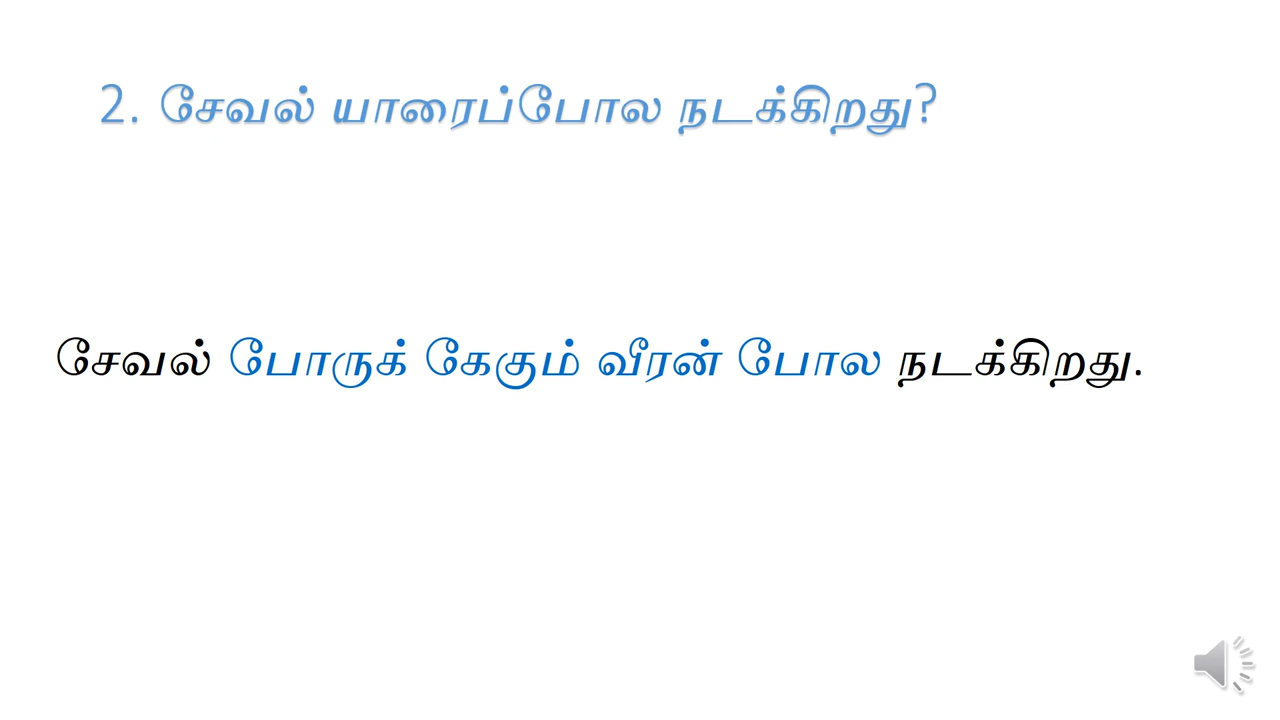 2. சேவல் யாரைப்போல நடக்கிறது?
சேவல் போருக் கேகும் வீரன் போல நடக்கிறது.